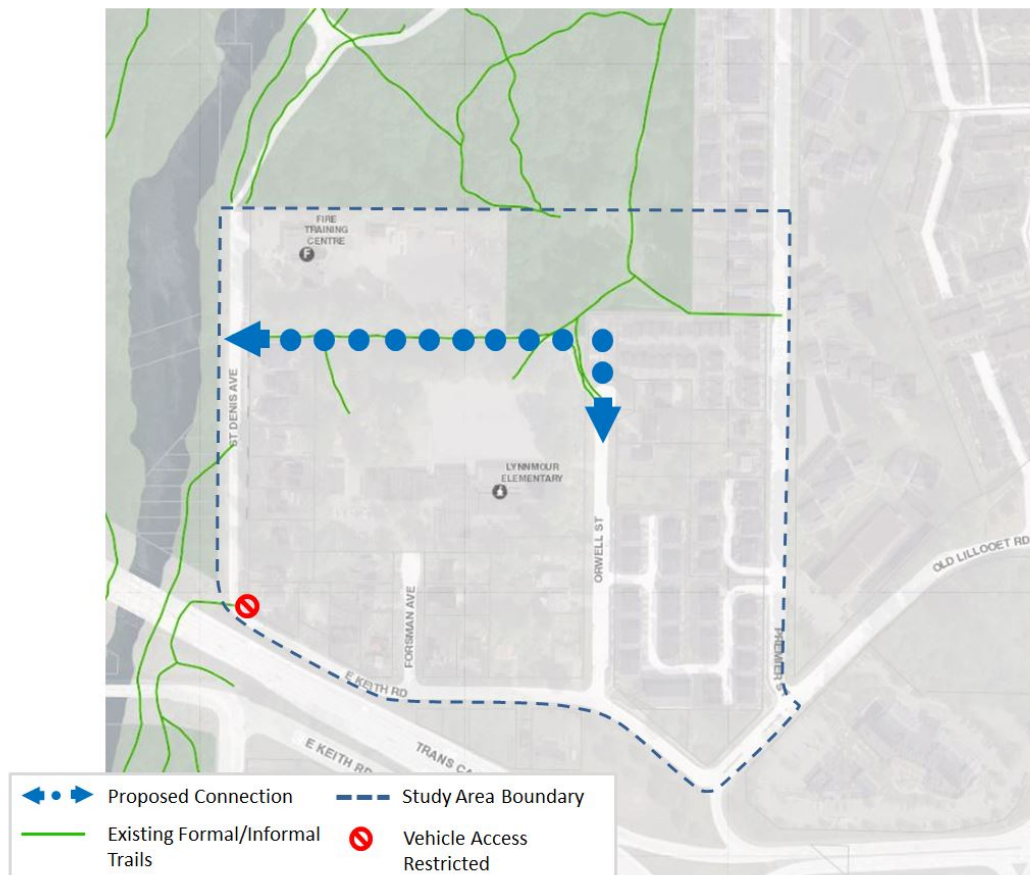 FIRE
TRAINING
CENTRE
F
ST DENIS AVE
LYNNMOUR
ELEMENTARY
ORWELL ST
OLD LILLOOET RD
FORSMAN AVE
PREMIER S
E KEITH RD
TRANS CA
E KEITH RD
Proposed Connection
Study Area Boundary
Existing Formal/Informal
Trails
Vehicle Access
Restricted